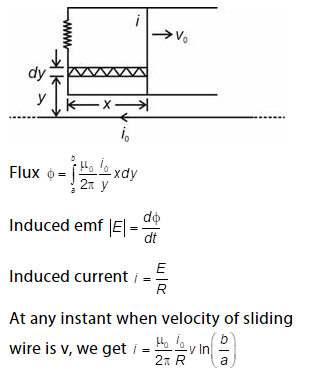 i
v₀
dy
y
x
i₀
Flux ϕ = ∫ₐᵇ (μ₀/2π) (i₀/y) xdy
Induced emf |E| = dϕ/dt
Induced current i = E/R
At any instant when velocity of sliding
wire is v, we get i = (μ₀/2π) (i₀/R) v ln(b/a)